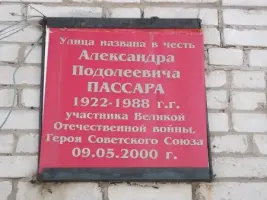 Улица названа в честь
Александра
Подолеевича
ПАССАРА
1922-1988 г.г.
участника Великой
Отечественной войны,
Героя Советского Союза
09.05.2000 г.